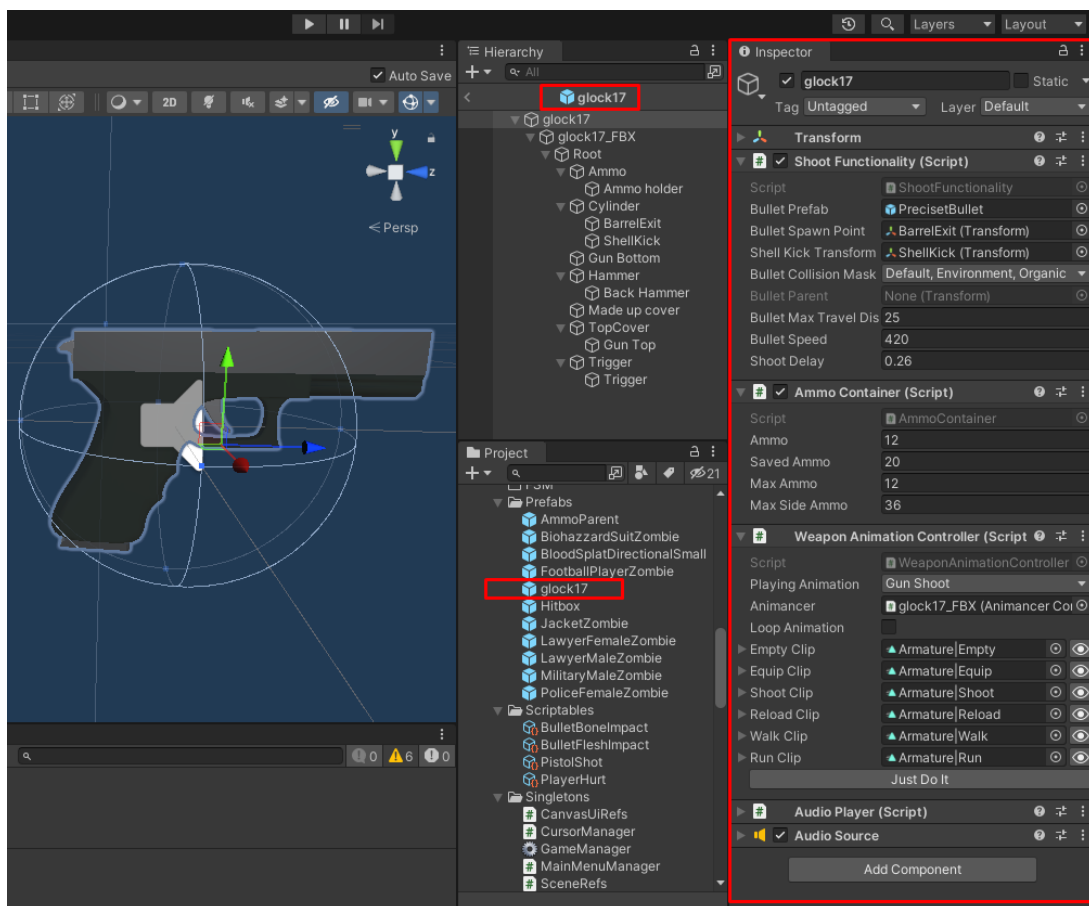 Layers
Layout
Auto Save
2D
y
z
Persp
0
6
0
Hierarchy
All
glock17
glock17
glock17_FBX
Root
Ammo
Ammo holder
Cylinder
BarrelExit
ShellKick
Gun Bottom
Hammer
Back Hammer
Made up cover
TopCover
Gun Top
Trigger
Trigger
Project
21
FSM
Prefabs
AmmoParent
BiohazzardSuitZombie
BloodSplatDirectionalSmall
FootballPlayerZombie
glock17
Hitbox
JacketZombie
LawyerFemaleZombie
LawyerMaleZombie
MilitaryMaleZombie
PoliceFemaleZombie
Scriptables
BulletBoneImpact
BulletFleshImpact
PistolShot
PlayerHurt
Singletons
CanvasUiRefs
CursorManager
GameManager
MainMenuManager
SceneRefs
Inspector
glock17 Static
Tag Untagged Layer Default
Transform
# Shoot Functionality (Script)
Script ShootFunctionality
Bullet Prefab PrecisetBullet
Bullet Spawn Point BarrelExit (Transform)
Shell Kick Transform ShellKick (Transform)
Bullet Collision Mask Default, Environment, Organic
Bullet Parent None (Transform)
Bullet Max Travel Dis 25
Bullet Speed 420
Shoot Delay 0.26
# Ammo Container (Script)
Script AmmoContainer
Ammo 12
Saved Ammo 20
Max Ammo 12
Max Side Ammo 36
# Weapon Animation Controller (Script
Script WeaponAnimationController
Playing Animation Gun Shoot
Animancer glock17_FBX (Animancer Co
Loop Animation
Empty Clip Armature|Empty
Equip Clip Armature|Equip
Shoot Clip Armature|Shoot
Reload Clip Armature|Reload
Walk Clip Armature|Walk
Run Clip Armature|Run
Just Do It
# Audio Player (Script)
Audio Source
Add Component